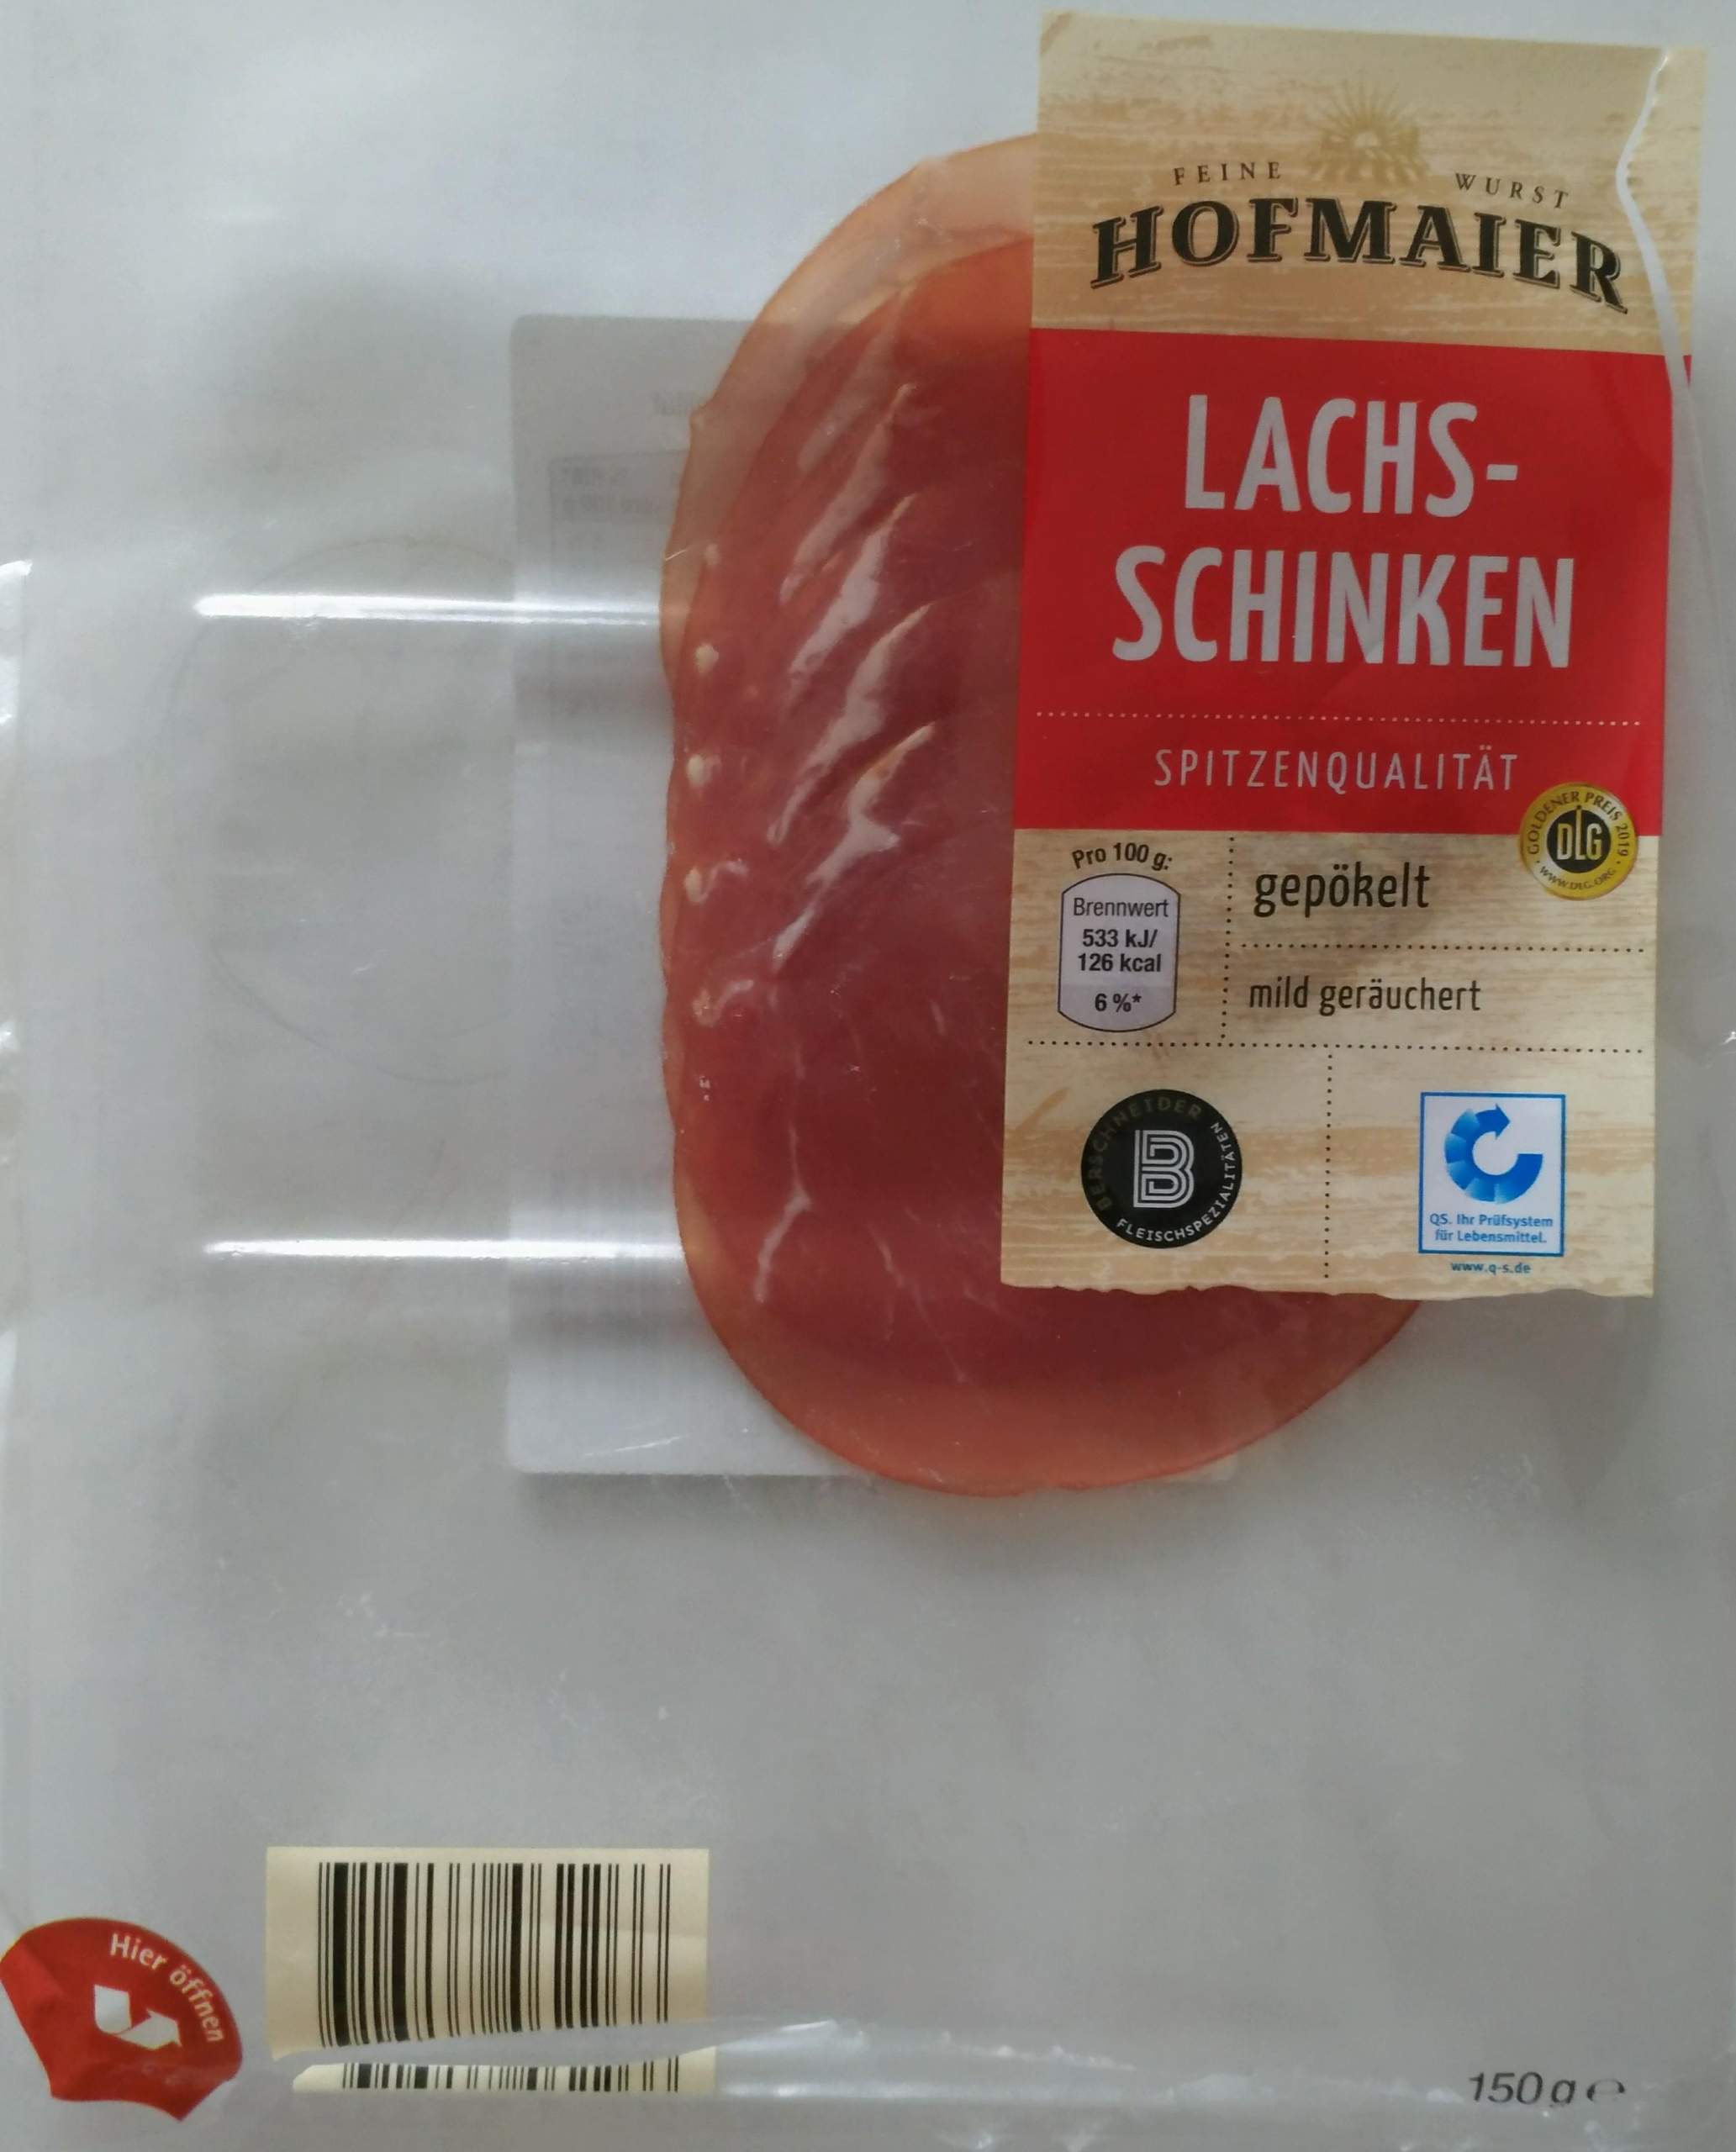 FEINE WURST
HOFMAIER
LACHS-
SCHINKEN
SPITZENQUALITÄT
GOLDENER PREIS 2019
DLG
WWW.DLG.ORG
Pro 100 g:
Brennwert
533 kJ/
126 kcal
6 %*
gepökelt
mild geräuchert
BERSCHNEIDER
B
FLEISCHSPEZIALITÄTEN
QS. Ihr Prüfsystem
für Lebensmittel.
www.q-s.de
Hier öffnen
150 g e